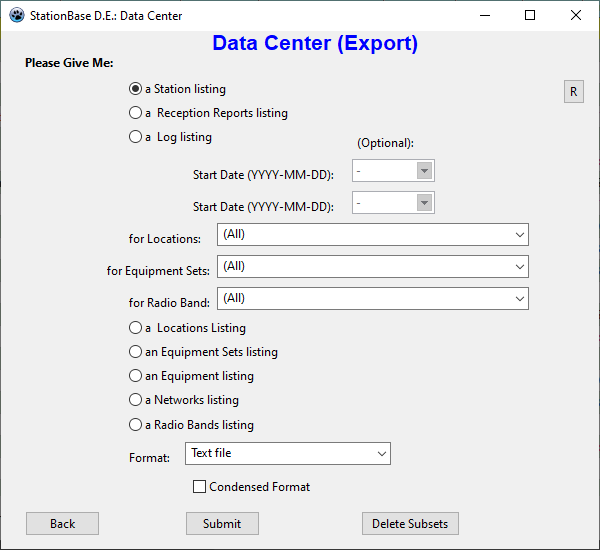 StationBase D.E.: Data Center
Data Center (Export)
Please Give Me:
a Station listing
R
a Reception Reports listing
a Log listing
(Optional):
Start Date (YYYY-MM-DD): -
Start Date (YYYY-MM-DD): -
for Locations: (All)
for Equipment Sets: (All)
for Radio Band: (All)
a Locations Listing
an Equipment Sets listing
an Equipment listing
a Networks listing
a Radio Bands listing
Format: Text file
Condensed Format
Back Submit Delete Subsets